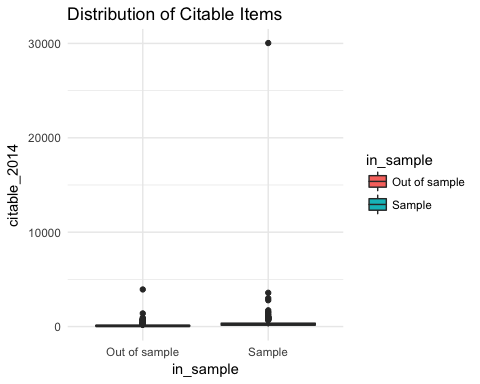 Distribution of Citable Items
30000
20000
10000
0
citable_2014
Out of sample
Sample
in_sample
in_sample
Out of sample
Sample